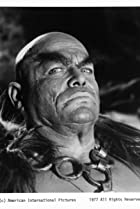 (c) American International Pictures     1977 All Rights Reserved